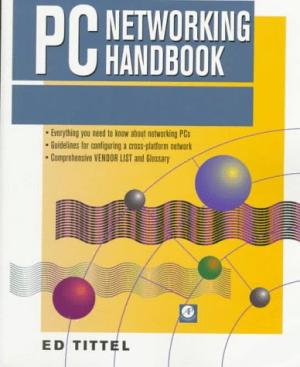 PC NETWORKING
HANDBOOK
• Everything you need to know about networking PCs
• Guidelines for configuring a cross-platform network
• Comprehensive VENDOR LIST and Glossary
ED TITTEL